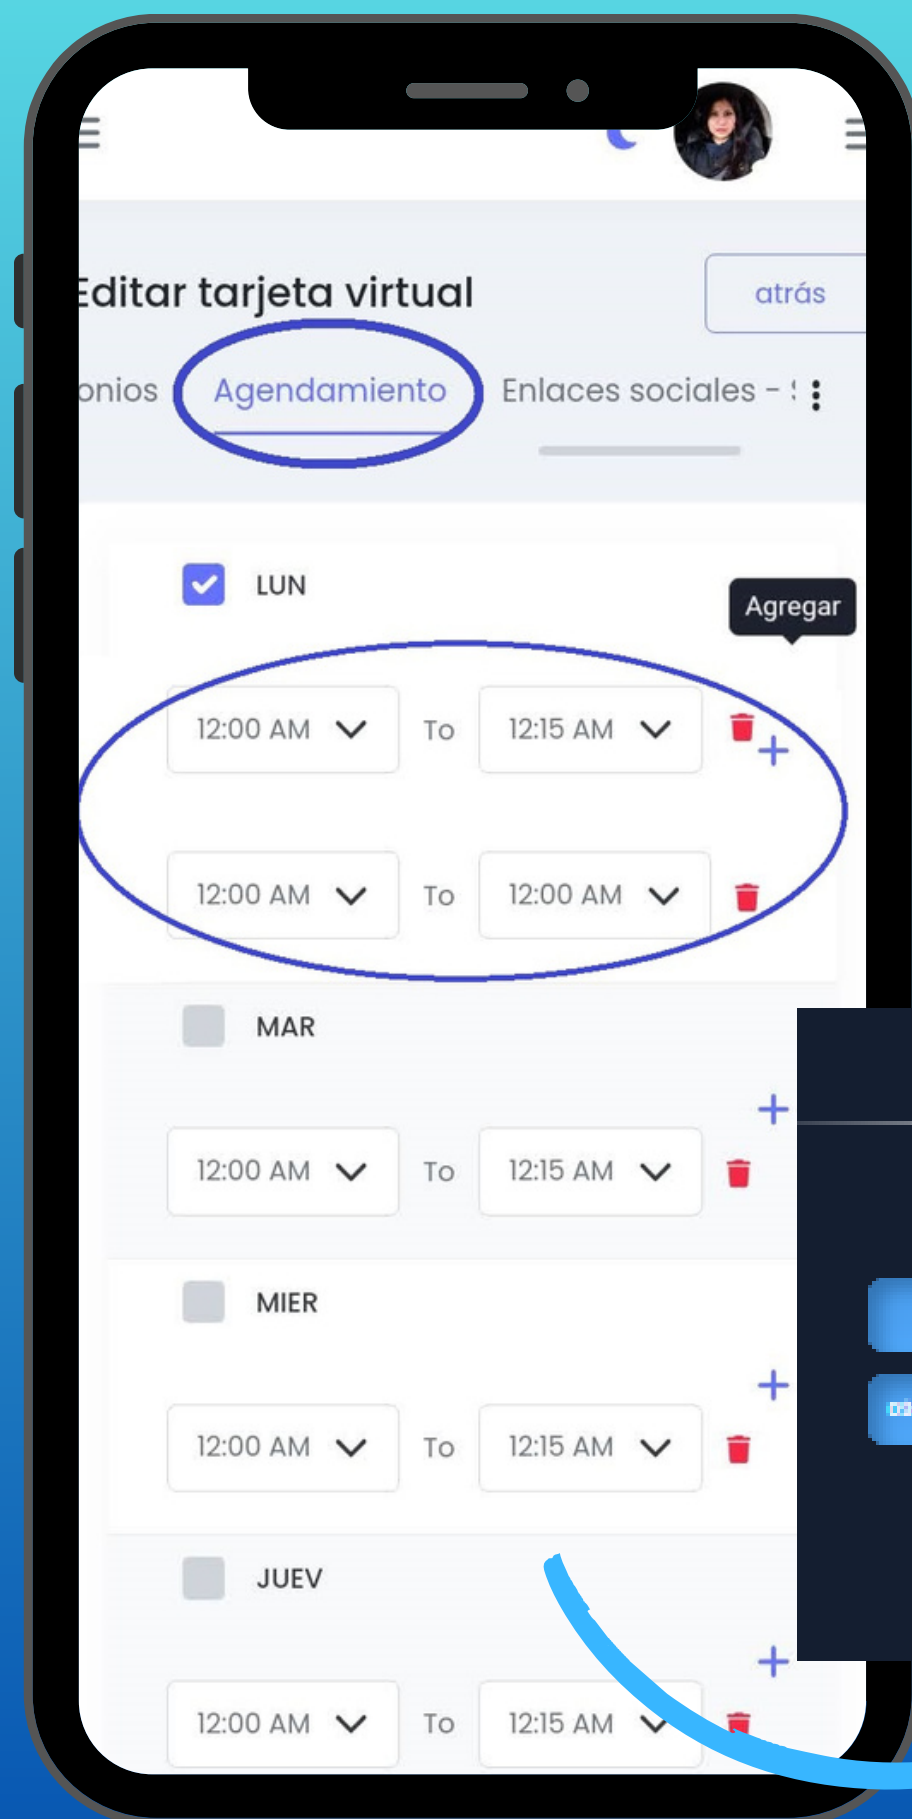 Editar tarjeta virtual
atrás
onios
Agendamiento
Enlaces sociales -
LUN
Agregar
12:00 AM To 12:15 AM
12:00 AM To 12:00 AM
MAR
12:00 AM To 12:15 AM
MIER
12:00 AM To 12:15 AM
JUEV
12:00 AM To 12:15 AM